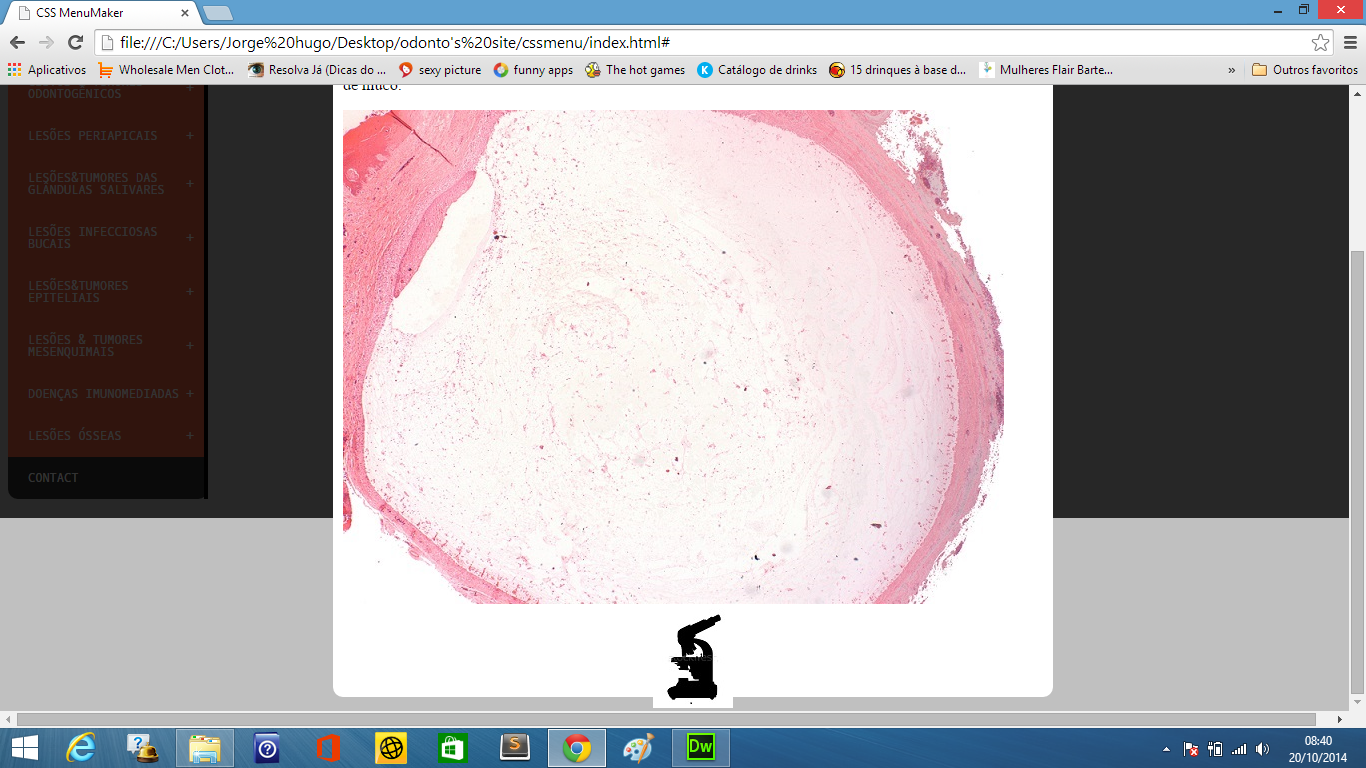 CSS MenuMaker
file:///C:/Users/Jorge%20hugo/Desktop/odonto's%20site/cssmenu/index.html#
Aplicativos
Wholesale Men Clot...
Resolva Já (Dicas do ...
sexy picture
funny apps
The hot games
Catálogo de drinks
15 drinques à base d...
Mulheres Flair Barte...
»
Outros favoritos
de muco.
ODONTOGÊNICOS +
LESÕES PERIAPICAIS +
LESÕES&TUMORES DAS
GLÂNDULAS SALIVARES +
LESÕES INFECCIOSAS
BUCAIS +
LESÕES&TUMORES
EPITELIAIS +
LESÕES & TUMORES
MESENQUIMAIS +
DOENÇAS IMUNOMEDIADAS +
LESÕES ÓSSEAS +
CONTACT
S
Dw
08:40
20/10/2014